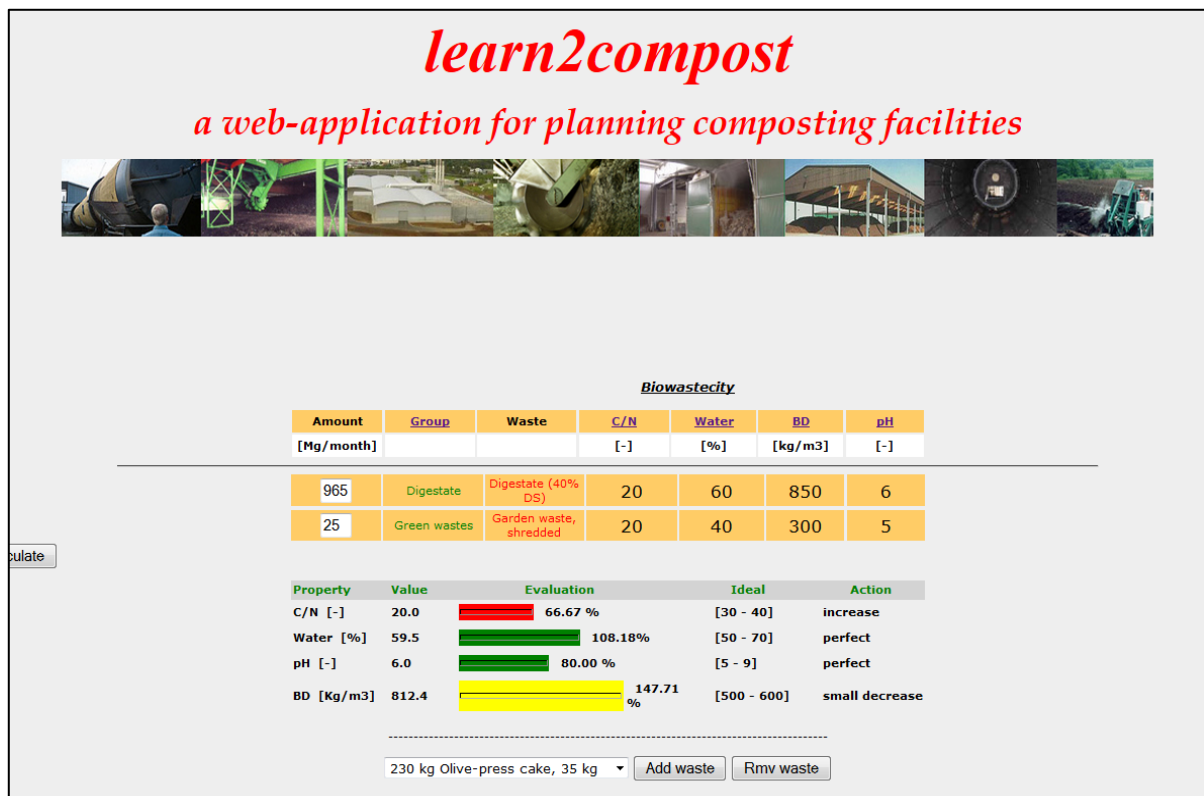 learn2compost
a web-application for planning composting facilities
Biowastecity
Amount Group Waste C/N Water BD pH
[Mg/month] [-] [%] [kg/m3] [-]
965 Digestate Digestate (40% DS) 20 60 850 6
25 Green wastes Garden waste, shredded 20 40 300 5
culate
Property Value Evaluation Ideal Action
C/N [-] 20.0 66.67 % [30 - 40] increase
Water [%] 59.5 108.18% [50 - 70] perfect
pH [-] 6.0 80.00 % [5 - 9] perfect
BD [Kg/m3] 812.4 147.71 % [500 - 600] small decrease
230 kg Olive-press cake, 35 kg Add waste Rmv waste